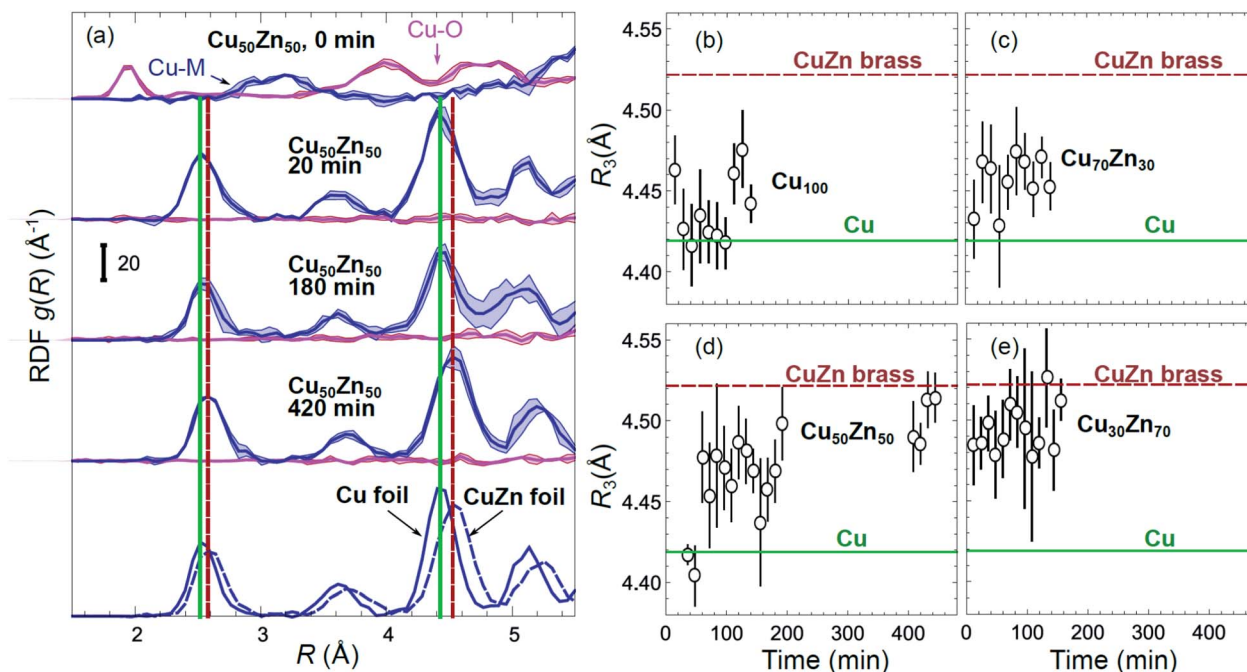 (a)
Cu₅₀Zn₅₀, 0 min
Cu-O
Cu-M
Cu₅₀Zn₅₀
20 min
20
Cu₅₀Zn₅₀
180 min
Cu₅₀Zn₅₀
420 min
Cu foil
CuZn foil
RDF g(R) (Å⁻¹)
2 3 4 5
R (Å)
(b)
CuZn brass
Cu₁₀₀
Cu
4.55
4.50
4.45
4.40
R₃(Å)
(c)
CuZn brass
Cu₇₀Zn₃₀
Cu
(d)
CuZn brass
Cu₅₀Zn₅₀
Cu
4.55
4.50
4.45
4.40
R₃(Å)
0 100 200 300 400
Time (min)
(e)
CuZn brass
Cu₃₀Zn₇₀
Cu
0 100 200 300 400
Time (min)